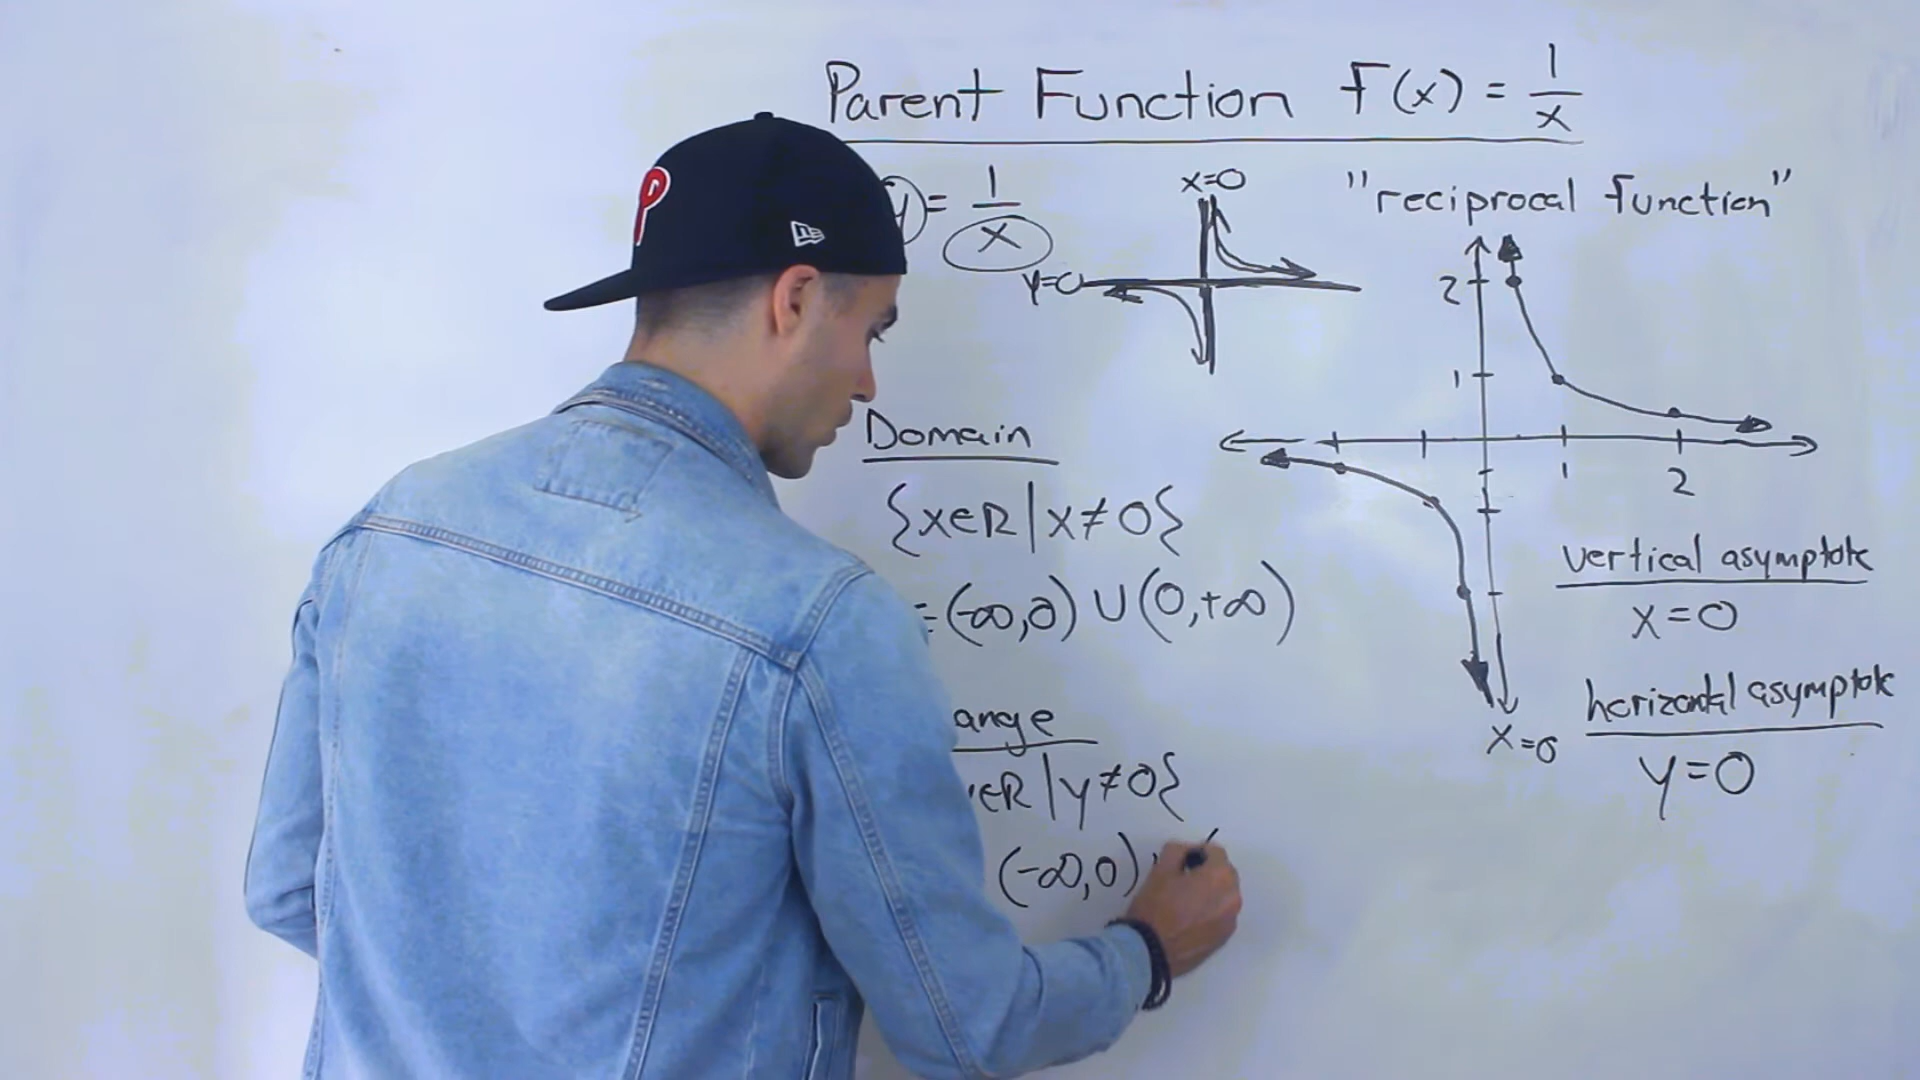 Parent Function f(x) = 1/x
y = 1/x
x=0
y=0
"reciprocal function"
2
1
1
2
x=0
Domain
{x∈R | x≠0}
= (-∞,0) ∪ (0,+∞)
ange
∈R | y≠0}
(-∞,0) (
vertical asymptote
x=0
horizontal asymptote
y=0
P
NE